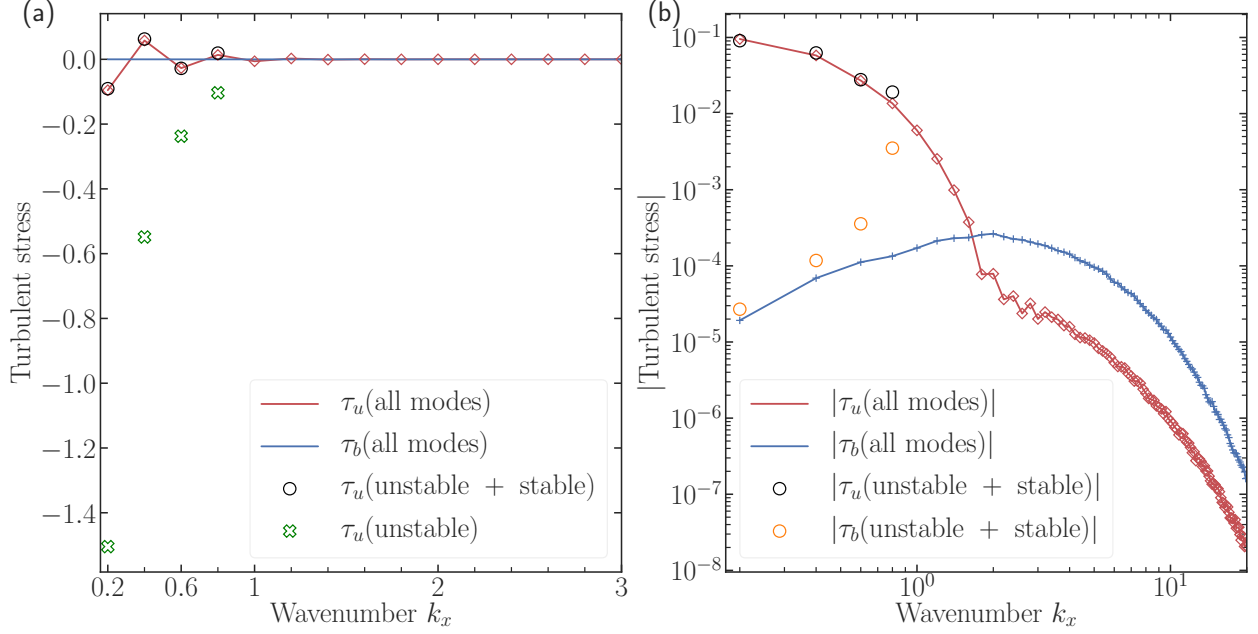 (a)
Turbulent stress
0.0
−0.2
−0.4
−0.6
−0.8
−1.0
−1.2
−1.4
τu(all modes)
τb(all modes)
τu(unstable + stable)
τu(unstable)
0.2
0.6
1
2
3
Wavenumber kx
(b)
|Turbulent stress|
10⁻¹
10⁻²
10⁻³
10⁻⁴
10⁻⁵
10⁻⁶
10⁻⁷
10⁻⁸
|τu(all modes)|
|τb(all modes)|
|τu(unstable + stable)|
|τb(unstable + stable)|
10⁰
10¹
Wavenumber kx